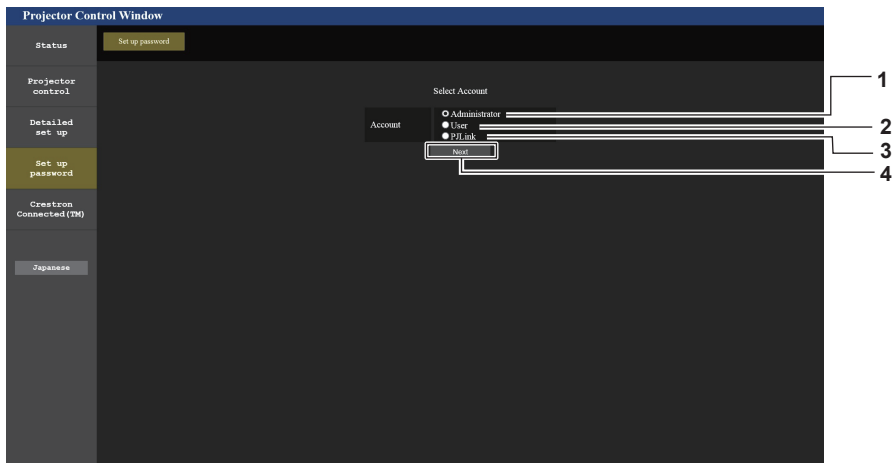 Projector Control Window
Status
Set up password
Projector
control
Detailed
set up
Set up
password
Crestron
Connected(TM)
Japanese
Select Account
Account
Administrator
User
PJLink
Next
1
2
3
4